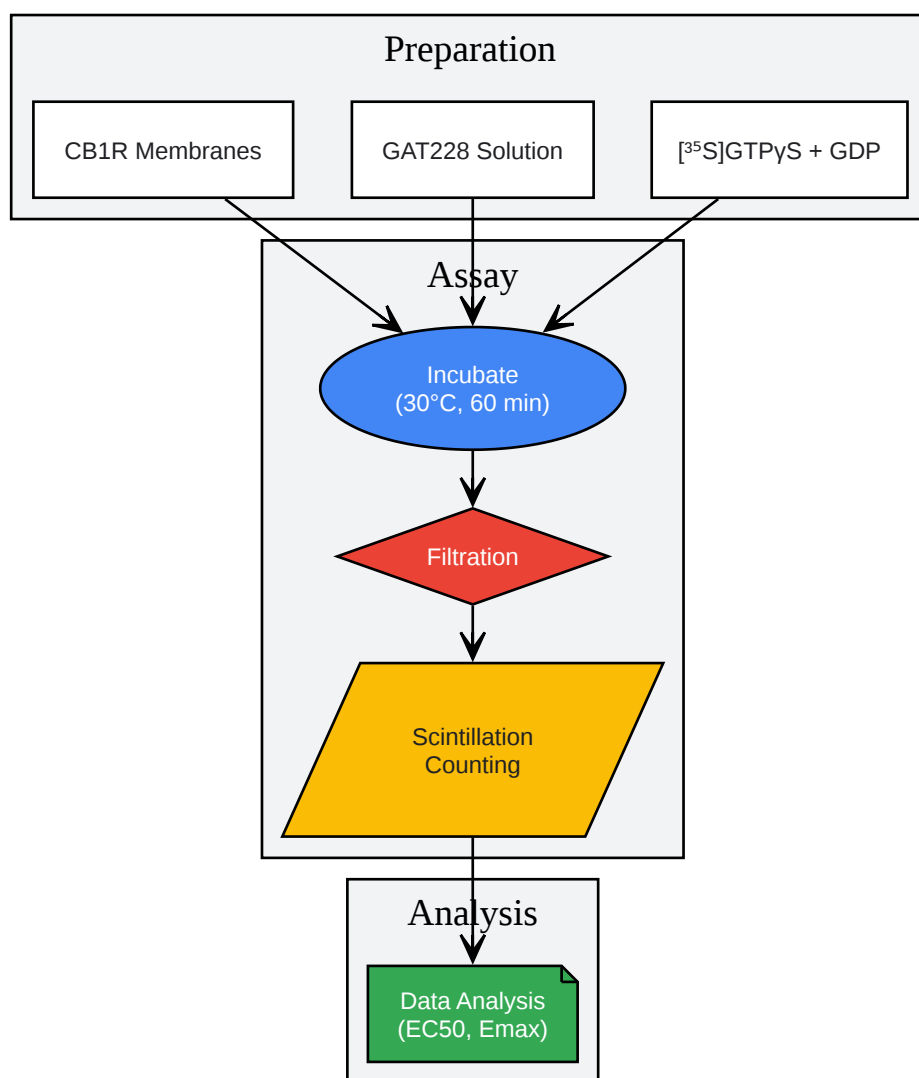 Preparation
CB1R Membranes
GAT228 Solution
[³⁵S]GTPγS + GDP
Assay
Incubate
(30°C, 60 min)
Filtration
Scintillation
Counting
Analysis
Data Analysis
(EC50, Emax)